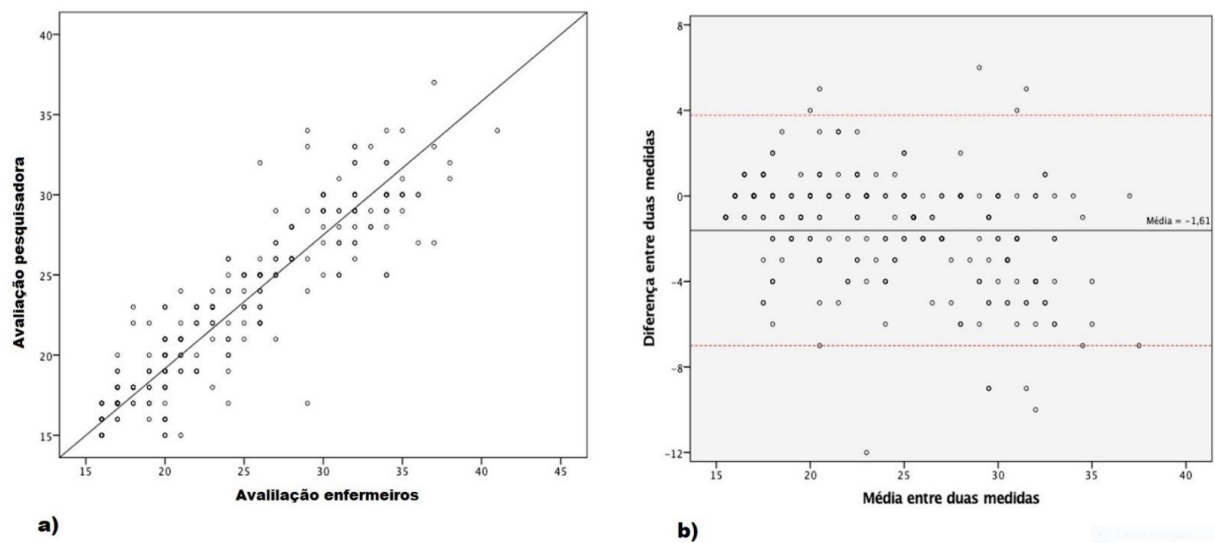 40
35
30
25
20
15
Avaliação pesquisadora
15 20 25 30 35 40 45
Avalilação enfermeiros
a)
8
4
0
-4
-8
-12
Diferença entre duas medidas
Média = -1,61
15 20 25 30 35 40
Média entre duas medidas
b)